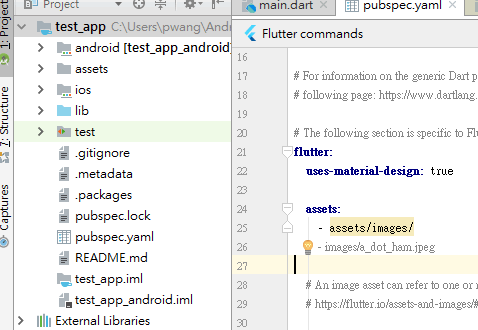 1: Project
7: Structure
Captures
Project
test_app C:\Users\pwang\And
android [test_app_android]
assets
ios
lib
test
.gitignore
.metadata
.packages
pubspec.lock
pubspec.yaml
README.md
test_app.iml
test_app_android.iml
External Libraries
main.dart
pubspec.yaml
Flutter commands
16
17 # For information on the generic Dart p
18 # following page: https://www.dartlang.
19
20 # The following section is specific to Flu
21 flutter:
22 uses-material-design: true
23
24 assets:
25 - assets/images/
26 - images/a_dot_ham.jpeg
27
28 # An image asset can refer to one or m
29 # https://flutter.io/assets-and-images/#
30